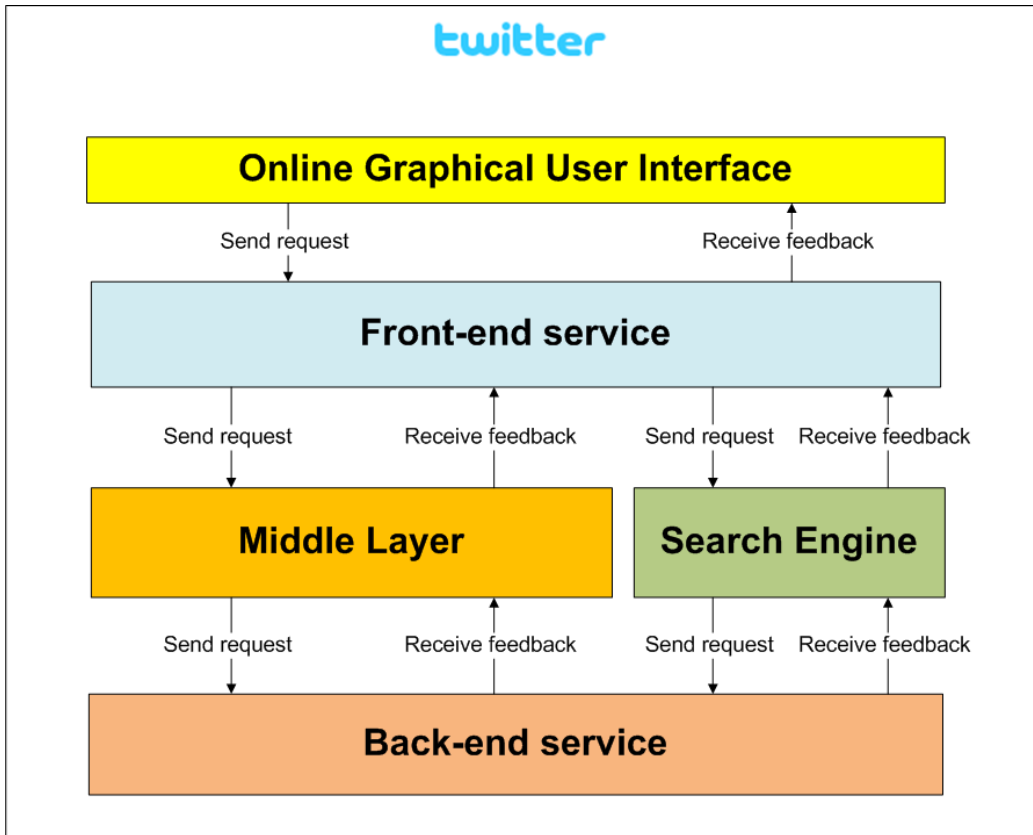 twitter
Online Graphical User Interface
Send request
Receive feedback
Front-end service
Send request
Receive feedback
Send request
Receive feedback
Middle Layer
Search Engine
Send request
Receive feedback
Send request
Receive feedback
Back-end service